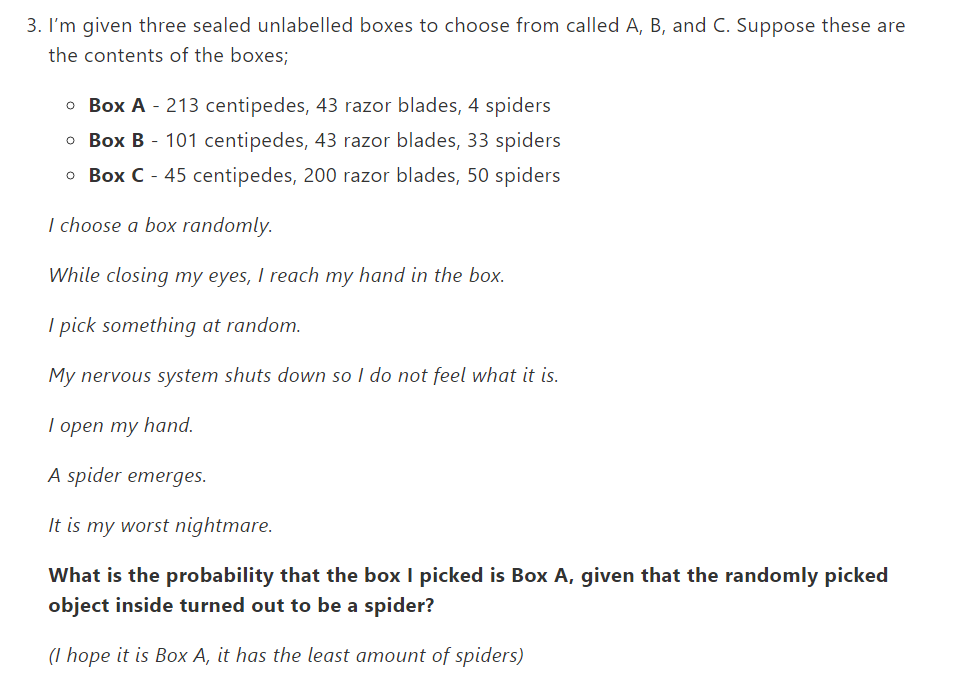 3. I'm given three sealed unlabelled boxes to choose from called A, B, and C. Suppose these are
the contents of the boxes;
○ Box A - 213 centipedes, 43 razor blades, 4 spiders
○ Box B - 101 centipedes, 43 razor blades, 33 spiders
○ Box C - 45 centipedes, 200 razor blades, 50 spiders
I choose a box randomly.
While closing my eyes, I reach my hand in the box.
I pick something at random.
My nervous system shuts down so I do not feel what it is.
I open my hand.
A spider emerges.
It is my worst nightmare.
What is the probability that the box I picked is Box A, given that the randomly picked
object inside turned out to be a spider?
(I hope it is Box A, it has the least amount of spiders)